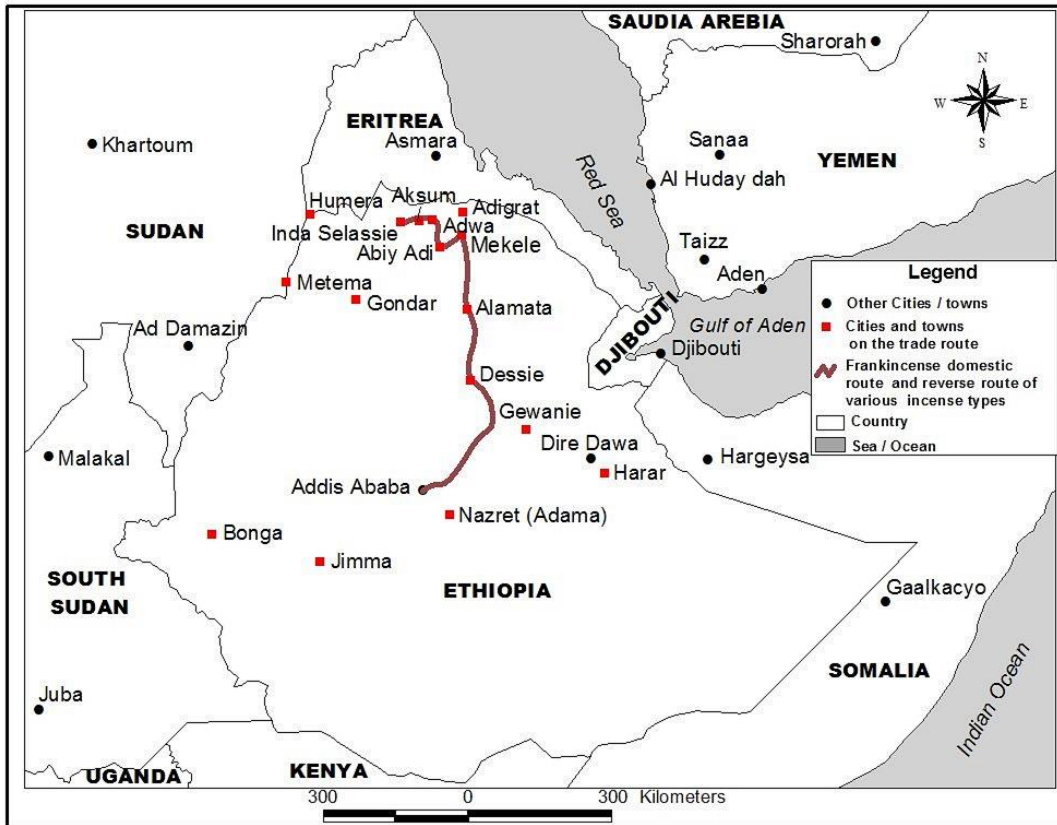 SAUDIA AREBIA
Sharorah
N
W
E
S
Khartoum
ERITREA
Asmara
Sanaa
YEMEN
Red Sea
Al Huday dah
Humera
Aksum
Adigrat
SUDAN
Inda Selassie
Adwa
Abiy Adi
Mekele
Taizz
Aden
Metema
Gondar
Alamata
Ad Damazin
DJIBOUTI
Gulf of Aden
Djibouti
Dessie
Gewanie
Dire Dawa
Malakal
Hargeysa
Harar
Addis Ababa
Nazret (Adama)
Bonga
Jimma
SOUTH
SUDAN
ETHIOPIA
Gaalkacyo
SOMALIA
Indian Ocean
Juba
UGANDA
KENYA
Legend
Other Cities / towns
Cities and towns
on the trade route
Frankincense domestic
route and reverse route of
various incense types
Country
Sea / Ocean
300 0 300 Kilometers